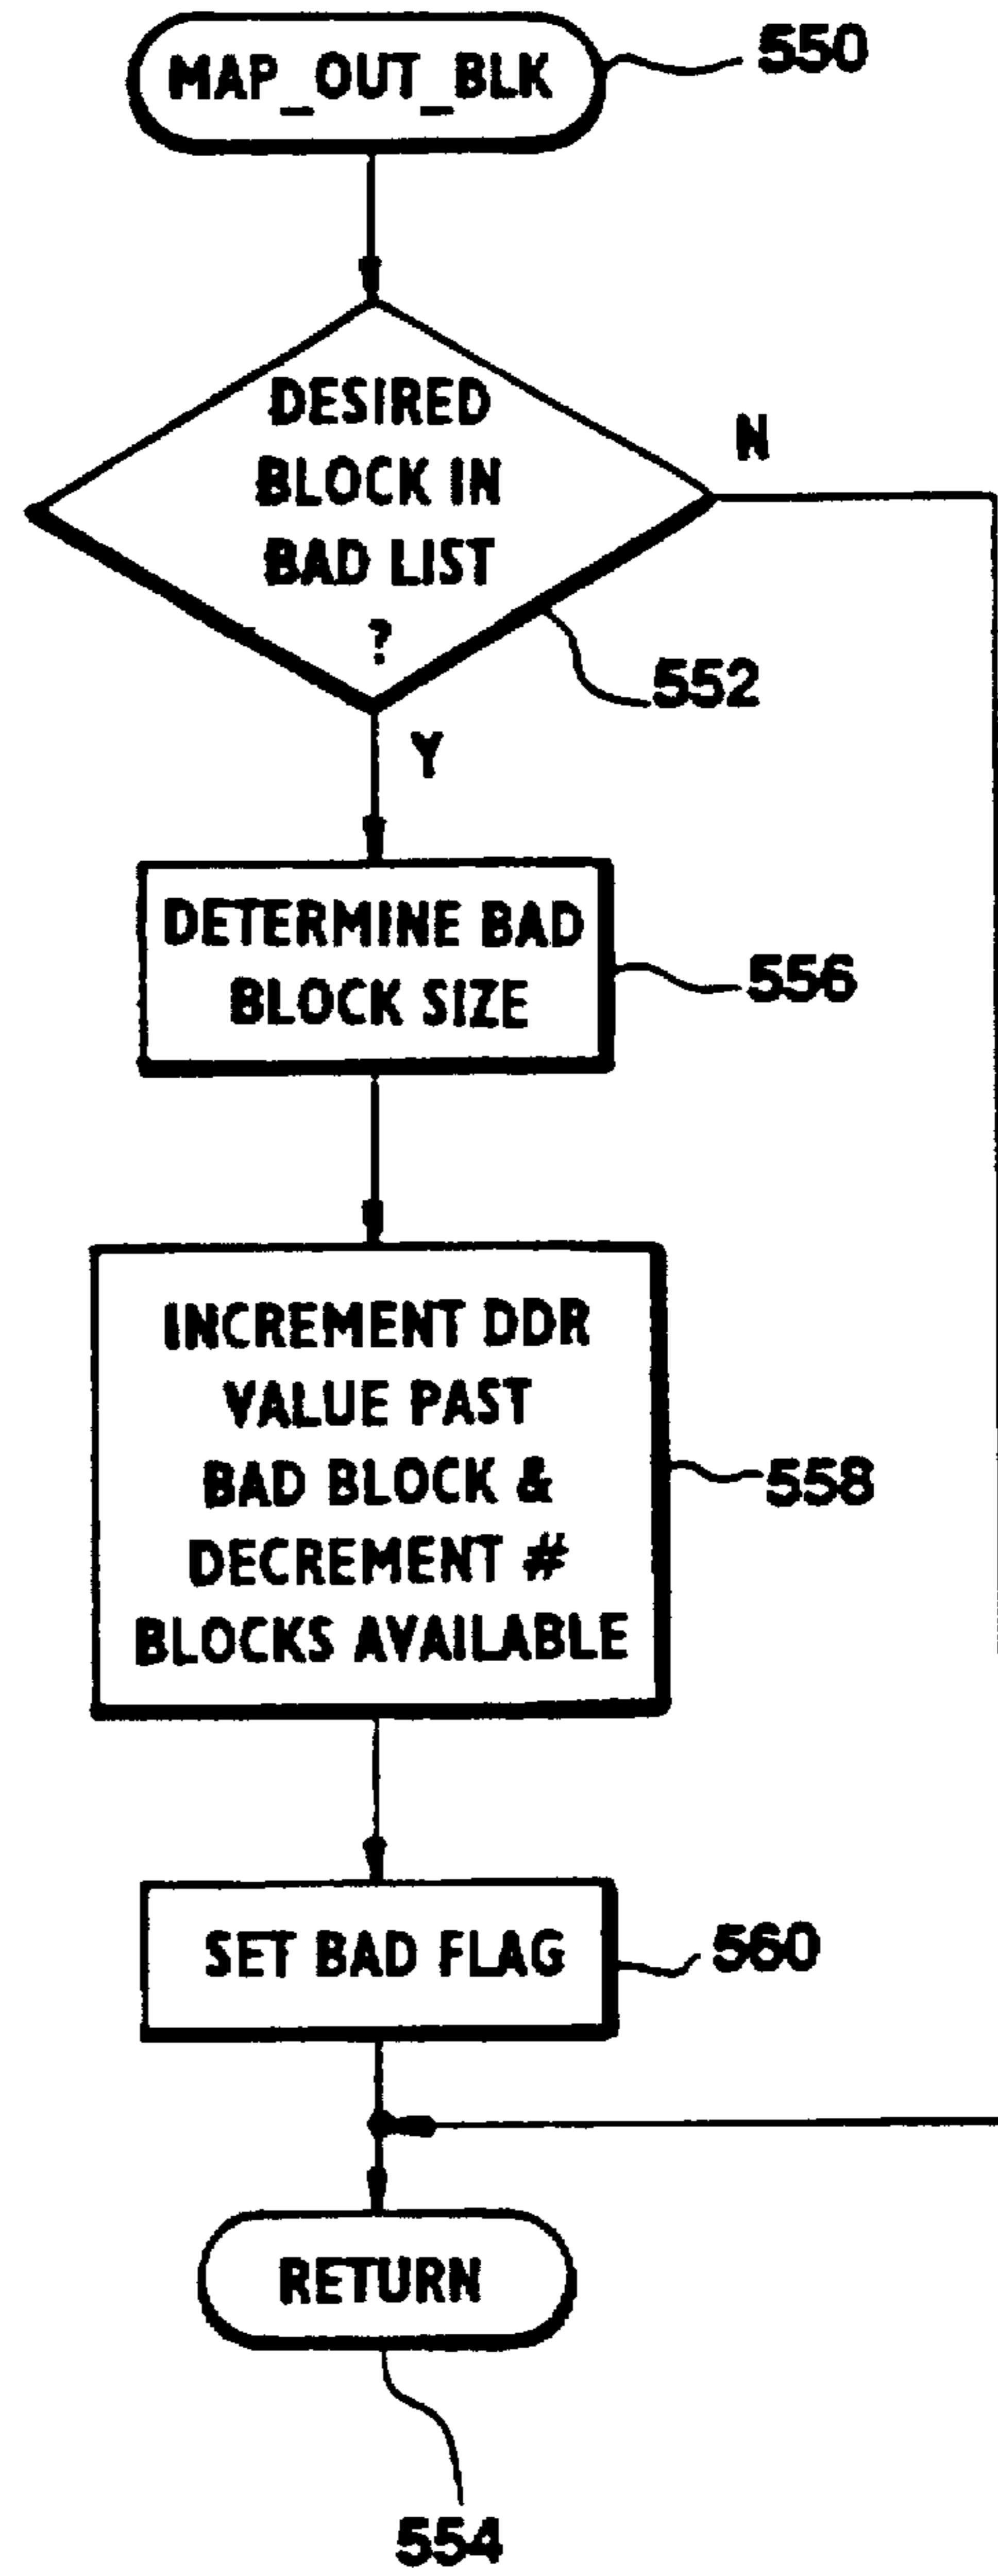 MAP_OUT_BLK
550
DESIRED
BLOCK IN
BAD LIST
?
N
552
Y
DETERMINE BAD
BLOCK SIZE
556
INCREMENT DDR
VALUE PAST
BAD BLOCK &
DECREMENT #
BLOCKS AVAILABLE
558
SET BAD FLAG
560
RETURN
554